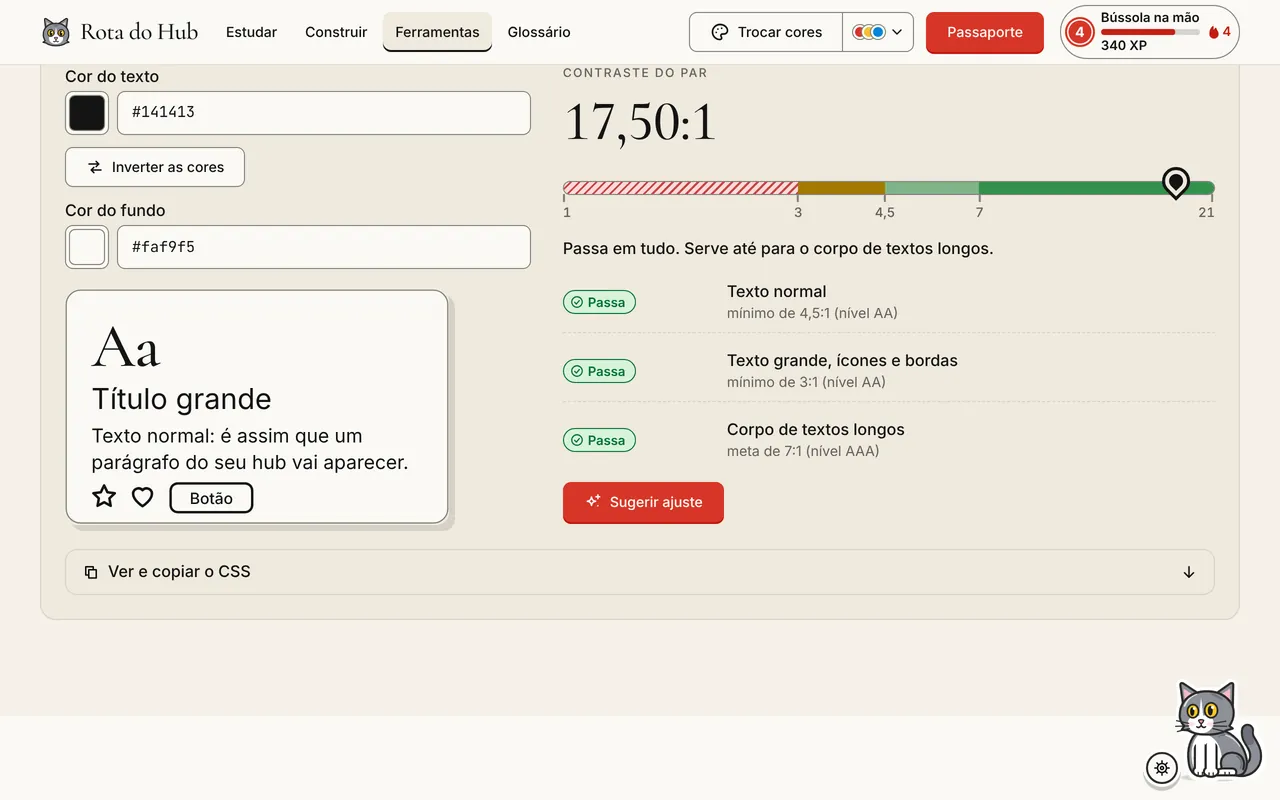 Rota do Hub
Estudar
Construir
Ferramentas
Glossário
Trocar cores
Passaporte
4
Bússola na mão
340 XP
4
Cor do texto
#141413
Inverter as cores
Cor do fundo
#faf9f5
Aa
Título grande
Texto normal: é assim que um
parágrafo do seu hub vai aparecer.
Botão
CONTRASTE DO PAR
17,50:1
1 3 4,5 7 21
Passa em tudo. Serve até para o corpo de textos longos.
Passa
Texto normal
mínimo de 4,5:1 (nível AA)
Passa
Texto grande, ícones e bordas
mínimo de 3:1 (nível AA)
Passa
Corpo de textos longos
meta de 7:1 (nível AAA)
Sugerir ajuste
Ver e copiar o CSS